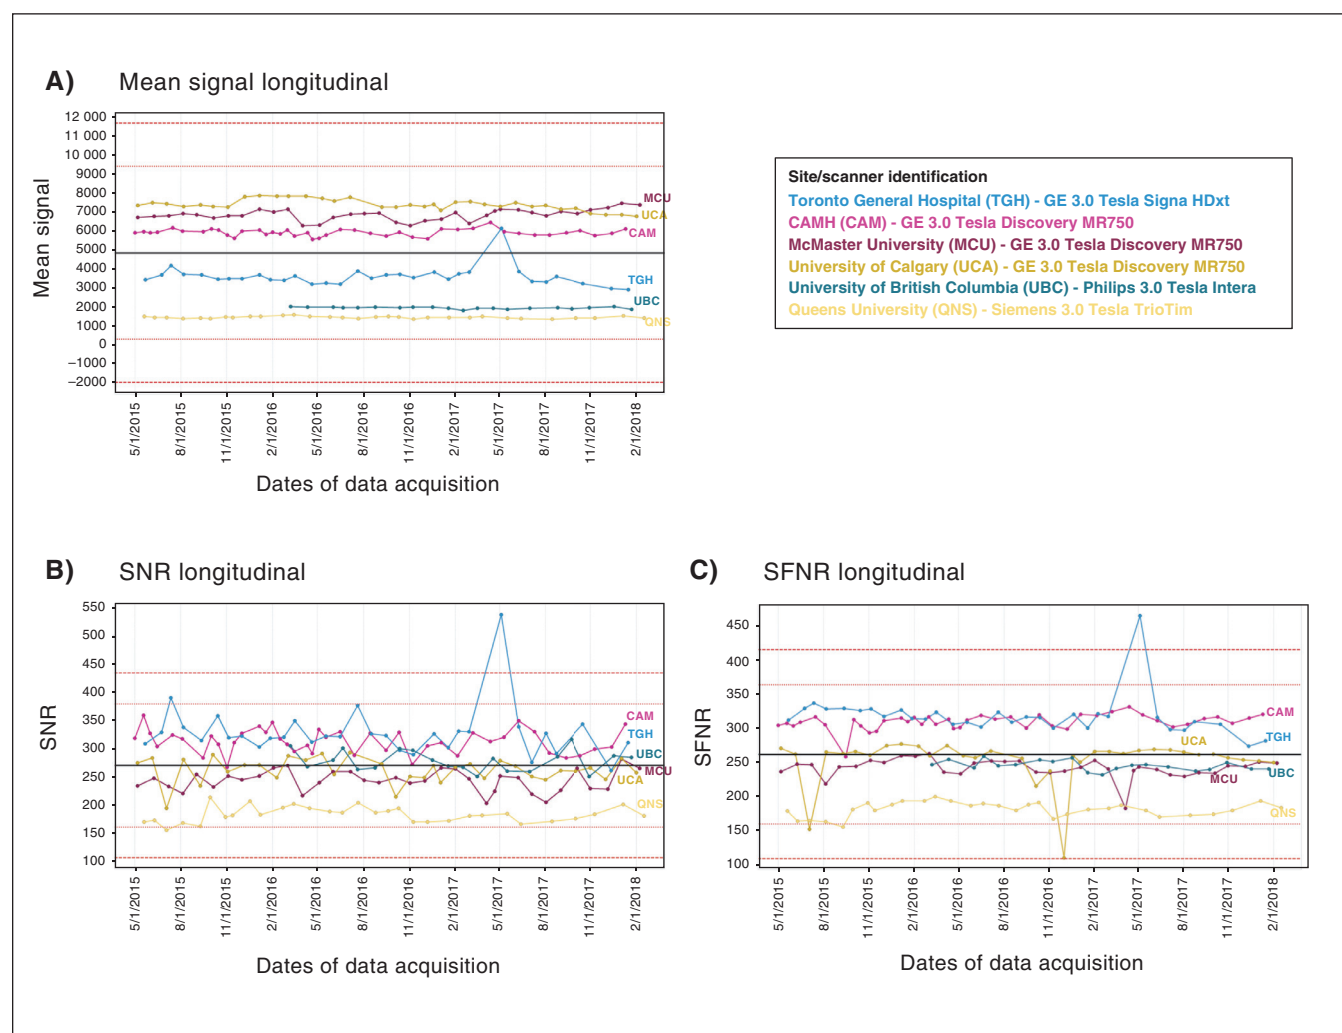 A) Mean signal longitudinal
12 000
11 000
10 000
9000
8000
7000
6000
5000
4000
3000
2000
1000
0
–1000
–2000
Mean signal
MCU
UCA
CAM
TGH
UBC
QNS
5/1/2015
8/1/2015
11/1/2015
2/1/2016
5/1/2016
8/1/2016
11/1/2016
2/1/2017
5/1/2017
8/1/2017
11/1/2017
2/1/2018
Dates of data acquisition
Site/scanner identification
Toronto General Hospital (TGH) - GE 3.0 Tesla Signa HDxt
CAMH (CAM) - GE 3.0 Tesla Discovery MR750
McMaster University (MCU) - GE 3.0 Tesla Discovery MR750
University of Calgary (UCA) - GE 3.0 Tesla Discovery MR750
University of British Columbia (UBC) - Philips 3.0 Tesla Intera
Queens University (QNS) - Siemens 3.0 Tesla TrioTim
B) SNR longitudinal
550
500
450
400
350
300
250
200
150
100
SNR
CAM
TGH
UBC
MCU
UCA
QNS
5/1/2015
8/1/2015
11/1/2015
2/1/2016
5/1/2016
8/1/2016
11/1/2016
2/1/2017
5/1/2017
8/1/2017
11/1/2017
2/1/2018
Dates of data acquisition
C) SFNR longitudinal
450
400
350
300
250
200
150
100
SFNR
CAM
TGH
UCA
UBC
MCU
QNS
5/1/2015
8/1/2015
11/1/2015
2/1/2016
5/1/2016
8/1/2016
11/1/2016
2/1/2017
5/1/2017
8/1/2017
11/1/2017
2/1/2018
Dates of data acquisition